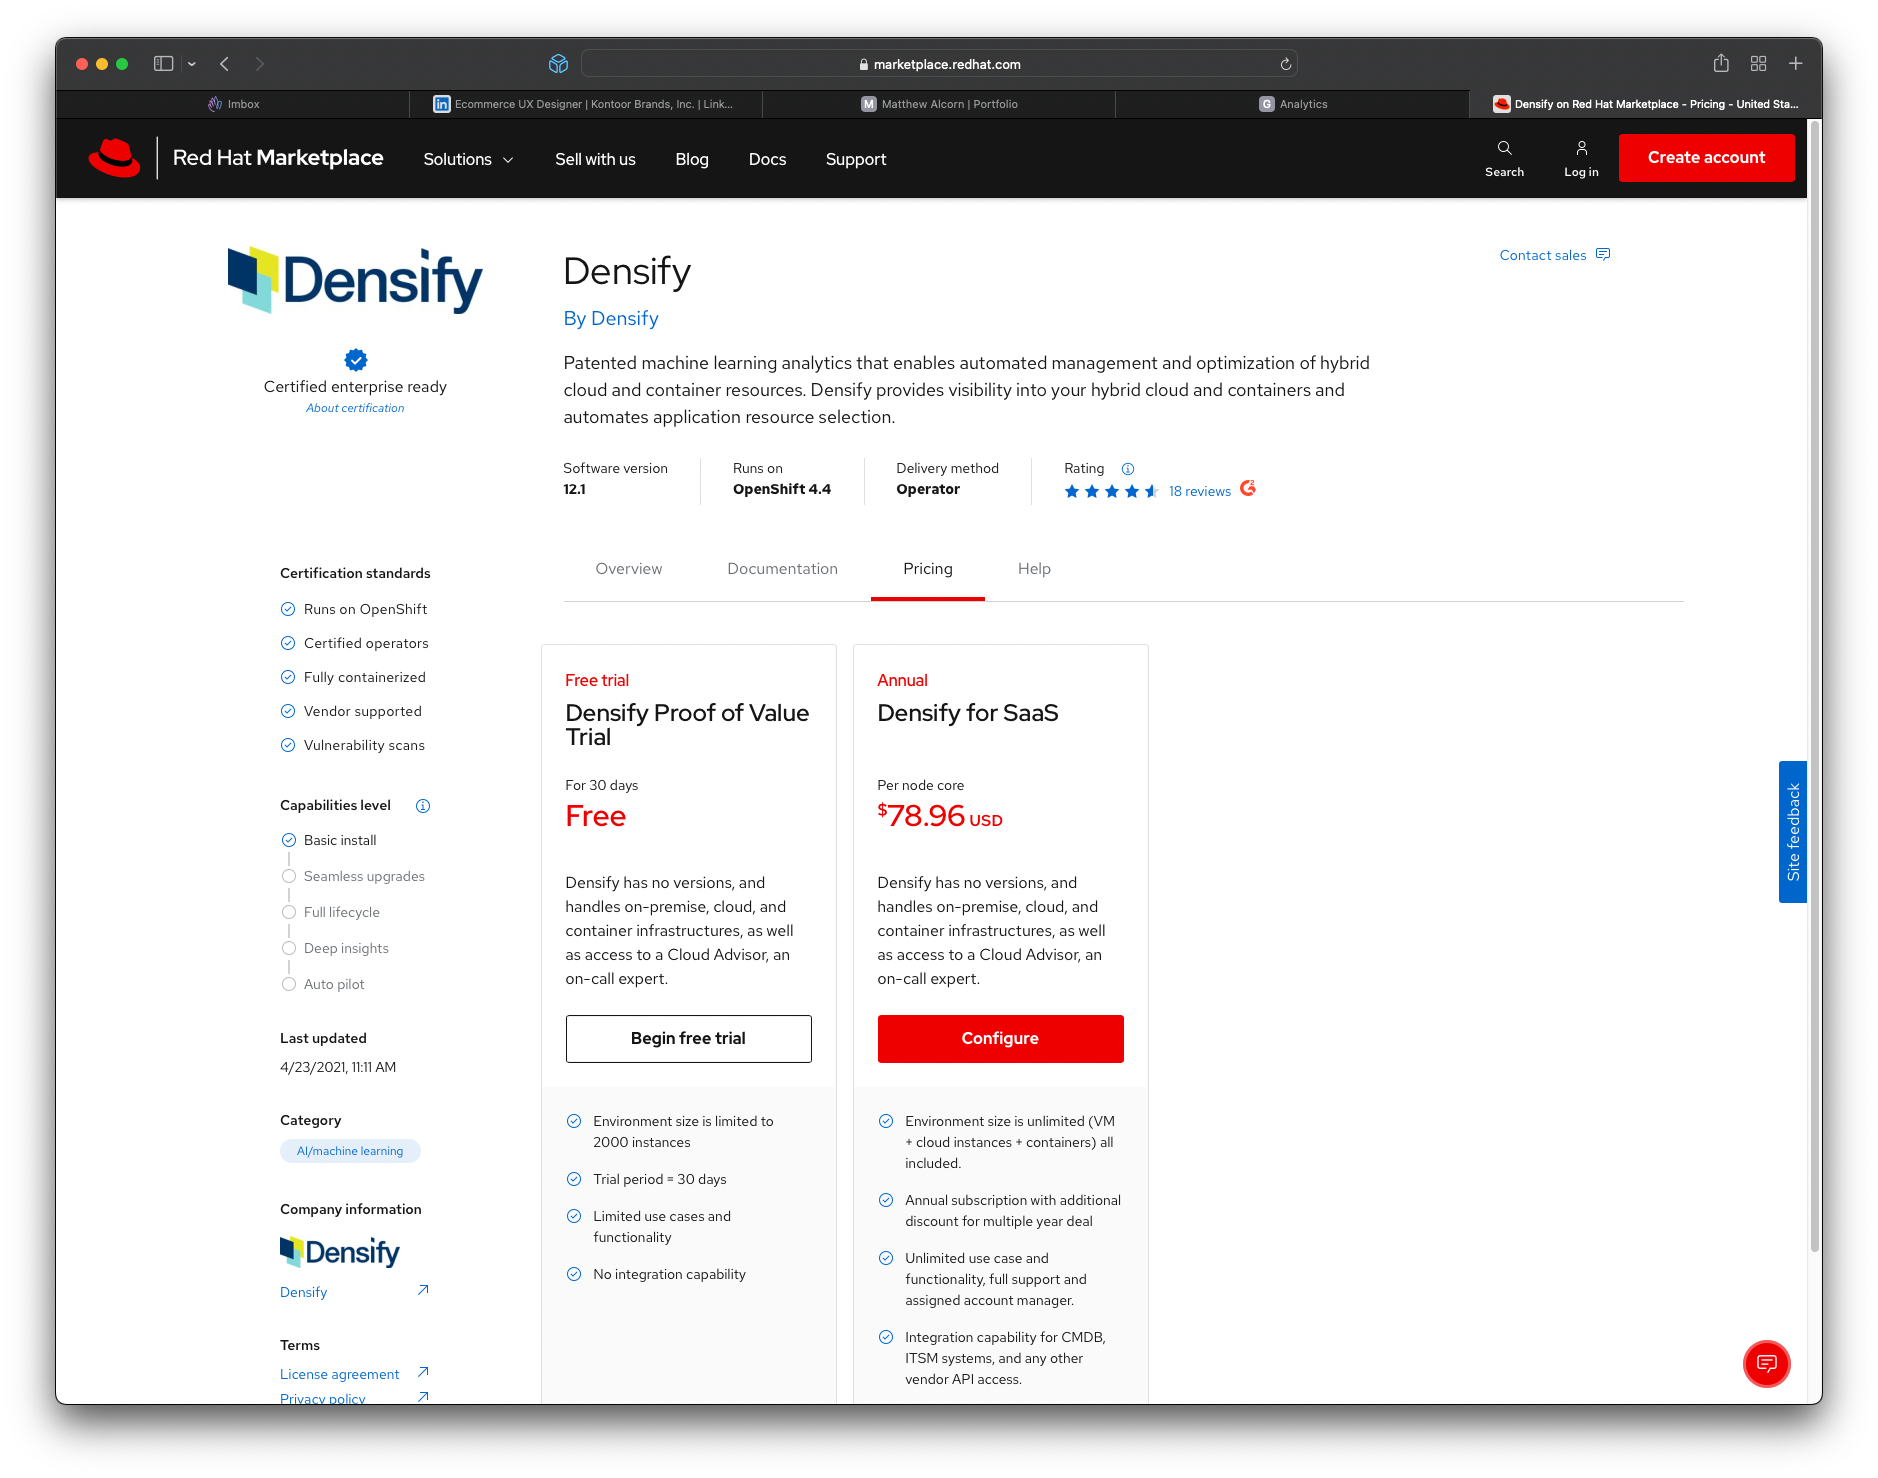 marketplace.redhat.com
Imbox
Ecommerce UX Designer | Kontoor Brands, Inc. | Link...
M Matthew Alcorn | Portfolio
G Analytics
Densify on Red Hat Marketplace - Pricing - United Sta...
Red Hat Marketplace
Solutions
Sell with us
Blog
Docs
Support
Search
Log in
Create account
Densify
Certified enterprise ready
About certification
Densify
By Densify
Contact sales
Patented machine learning analytics that enables automated management and optimization of hybrid
cloud and container resources. Densify provides visibility into your hybrid cloud and containers and
automates application resource selection.
Software version
12.1
Runs on
OpenShift 4.4
Delivery method
Operator
Rating
18 reviews
Certification standards
Runs on OpenShift
Certified operators
Fully containerized
Vendor supported
Vulnerability scans
Capabilities level
Basic install
Seamless upgrades
Full lifecycle
Deep insights
Auto pilot
Last updated
4/23/2021, 11:11 AM
Category
AI/machine learning
Company information
Densify
Densify
Terms
License agreement
Privacy policy
Overview
Documentation
Pricing
Help
Free trial
Densify Proof of Value
Trial
For 30 days
Free
Densify has no versions, and
handles on-premise, cloud, and
container infrastructures, as well
as access to a Cloud Advisor, an
on-call expert.
Begin free trial
Environment size is limited to
2000 instances
Trial period = 30 days
Limited use cases and
functionality
No integration capability
Annual
Densify for SaaS
Per node core
$78.96 USD
Densify has no versions, and
handles on-premise, cloud, and
container infrastructures, as well
as access to a Cloud Advisor, an
on-call expert.
Configure
Environment size is unlimited (VM
+ cloud instances + containers) all
included.
Annual subscription with additional
discount for multiple year deal
Unlimited use case and
functionality, full support and
assigned account manager.
Integration capability for CMDB,
ITSM systems, and any other
vendor API access.
Site feedback